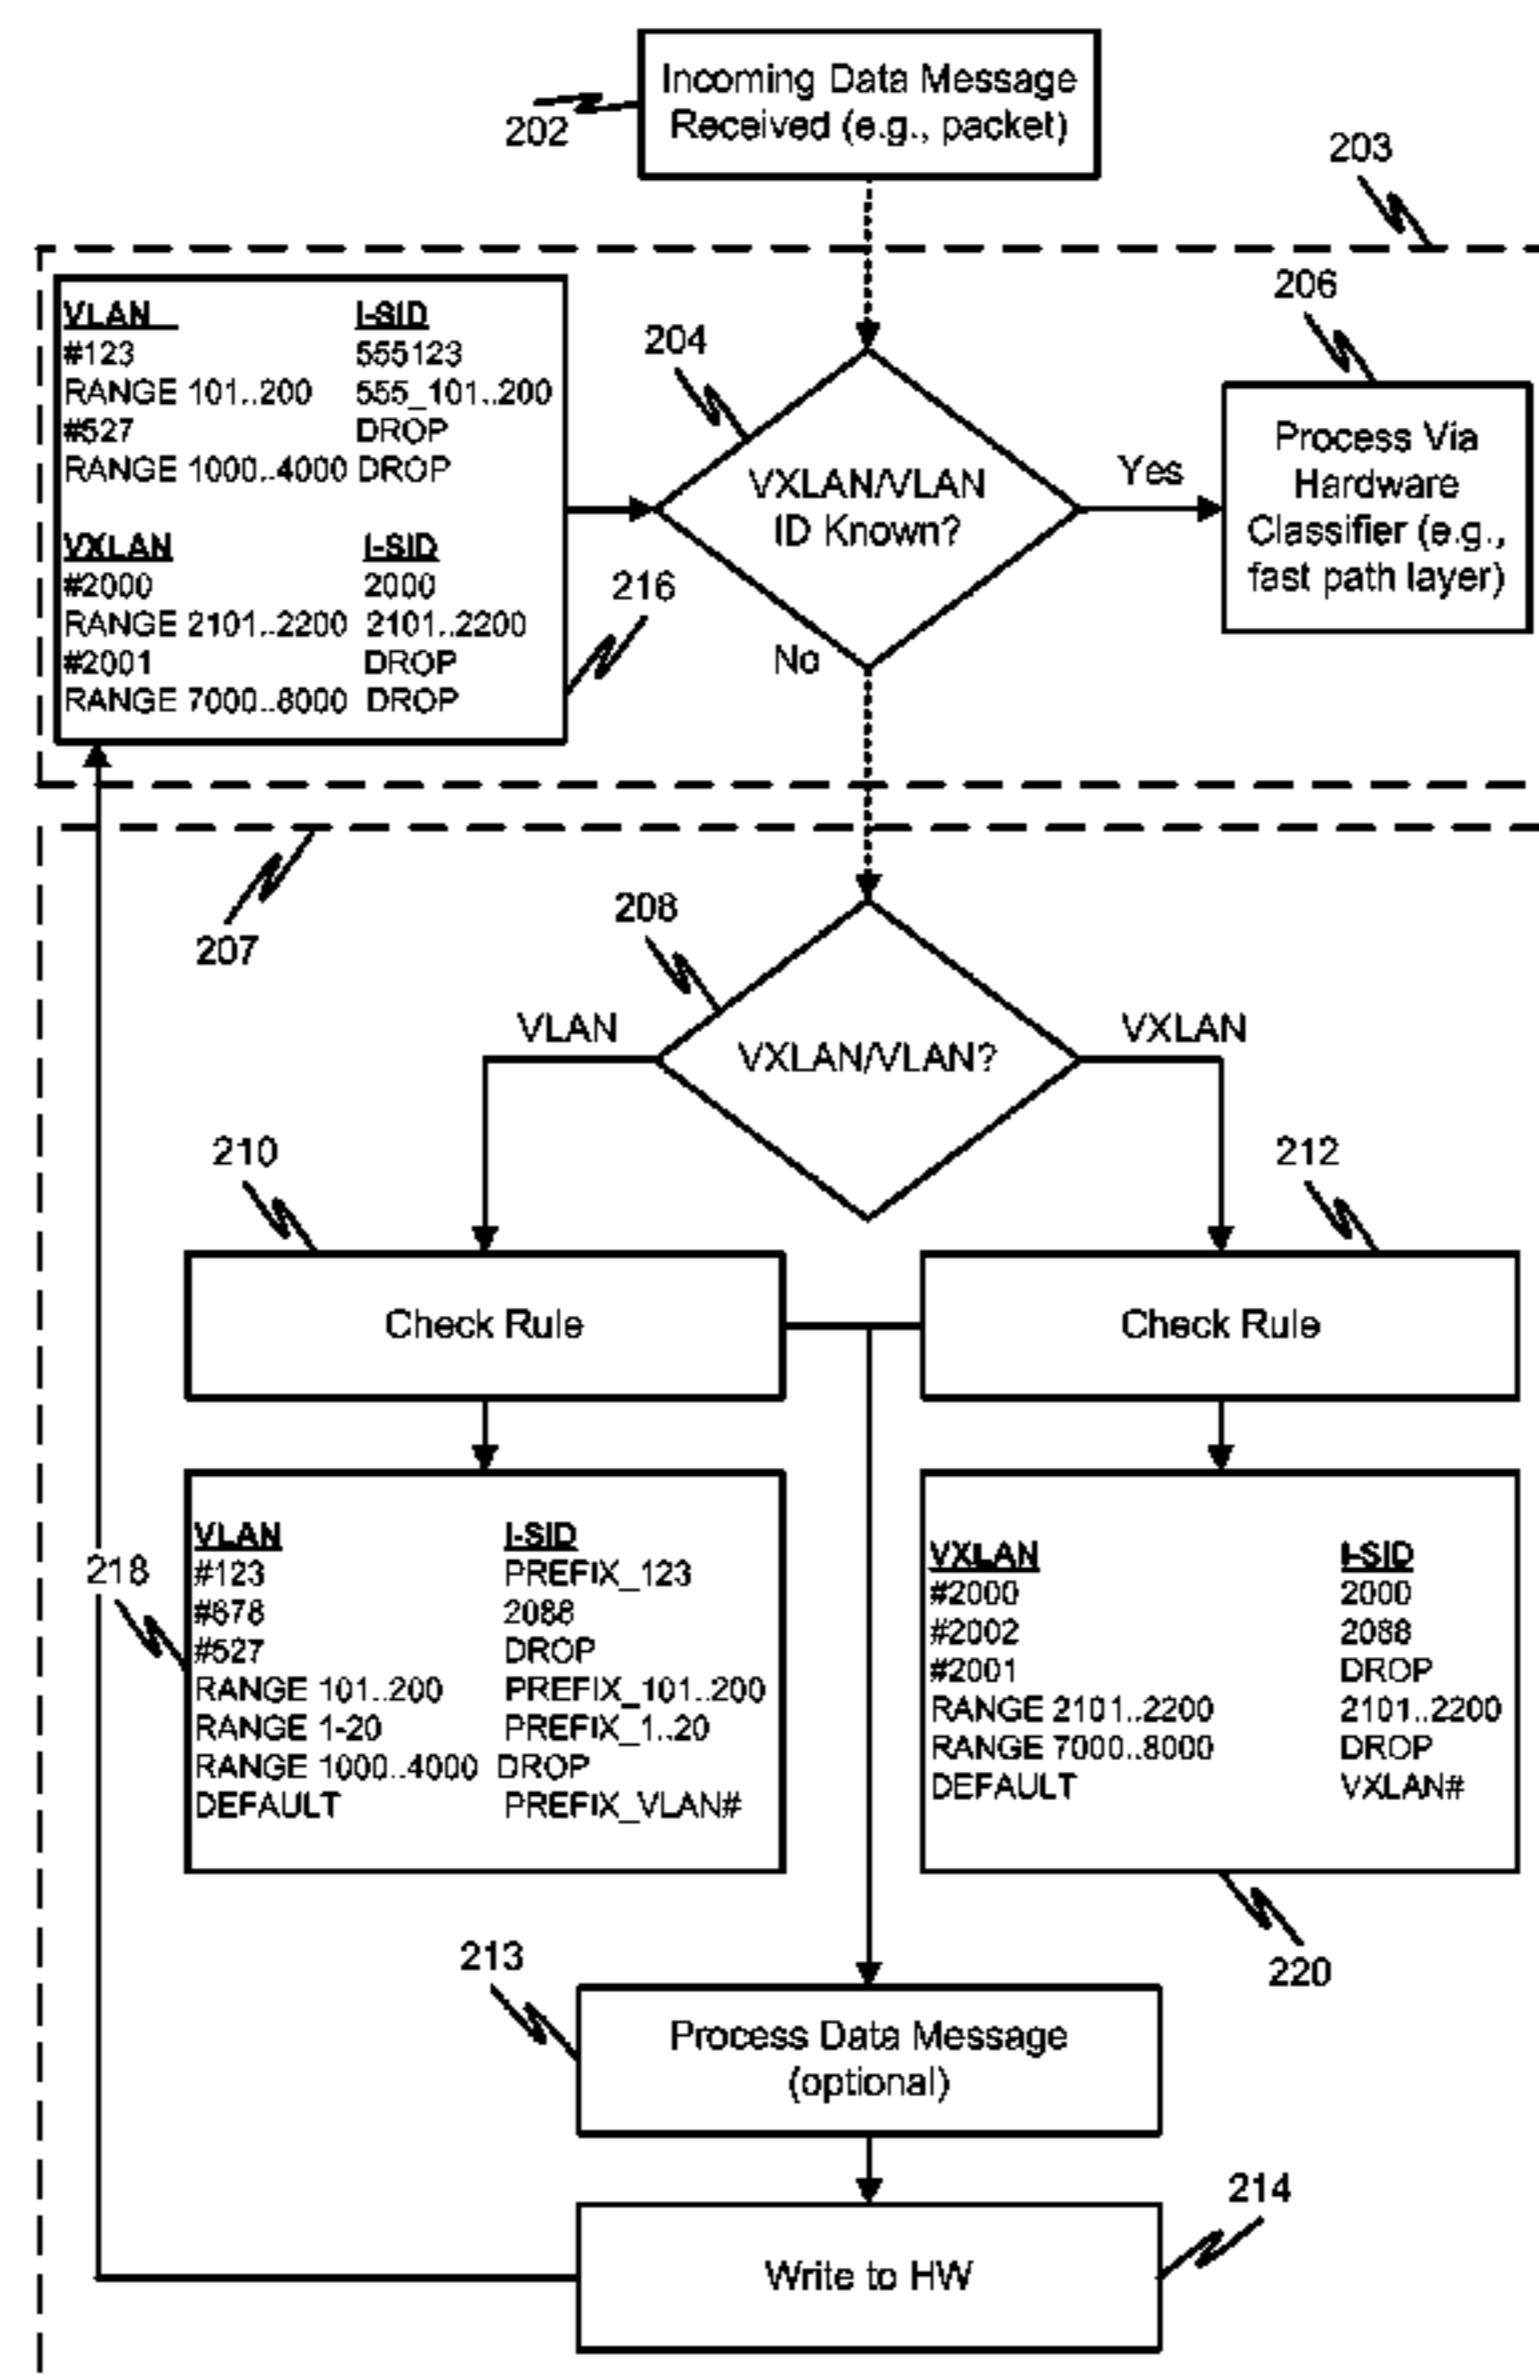 Incoming Data Message
Received (e.g., packet)
202
203
VLAN I-SID
#123 555123
RANGE 101..200 555_101..200
#527 DROP
RANGE 1000..4000 DROP
VXLAN I-SID
#2000 2000
RANGE 2101..2200 2101..2200
#2001 DROP
RANGE 7000..8000 DROP
216
204
VXLAN/VLAN
ID Known?
Yes
No
206
Process Via
Hardware
Classifier (e.g.,
fast path layer)
207
208
VXLAN/VLAN?
VLAN
VXLAN
210
Check Rule
212
Check Rule
218
VLAN I-SID
#123 PREFIX_123
#678 2088
#527 DROP
RANGE 101..200 PREFIX_101..200
RANGE 1-20 PREFIX_1..20
RANGE 1000..4000 DROP
DEFAULT PREFIX_VLAN#
VXLAN I-SID
#2000 2000
#2002 2088
#2001 DROP
RANGE 2101..2200 2101..2200
RANGE 7000..8000 DROP
DEFAULT VXLAN#
220
213
Process Data Message
(optional)
214
Write to HW